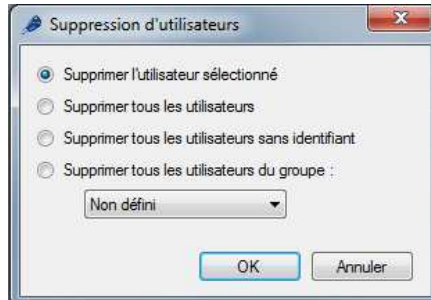 Suppression d'utilisateurs
Supprimer l'utilisateur sélectionné
Supprimer tous les utilisateurs
Supprimer tous les utilisateurs sans identifiant
Supprimer tous les utilisateurs du groupe :
Non défini
OK Annuler